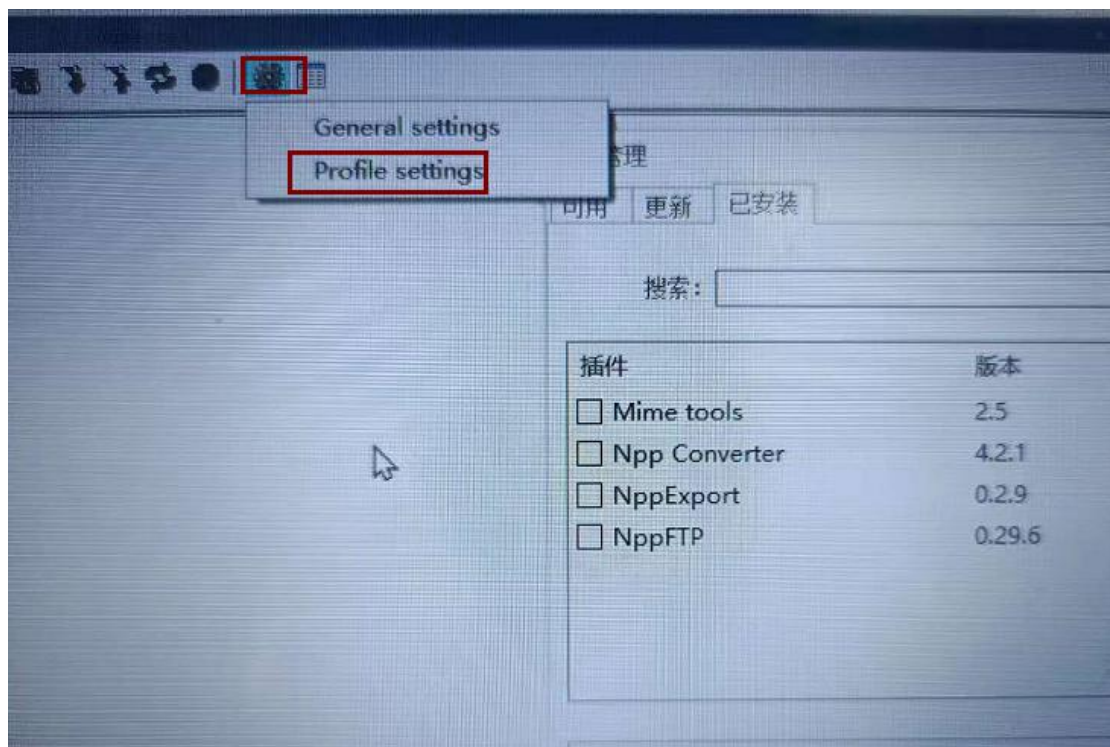 General settings
Profile settings
理
可用 更新 已安装
搜索:
插件 版本
Mime tools 2.5
Npp Converter 4.2.1
NppExport 0.2.9
NppFTP 0.29.6